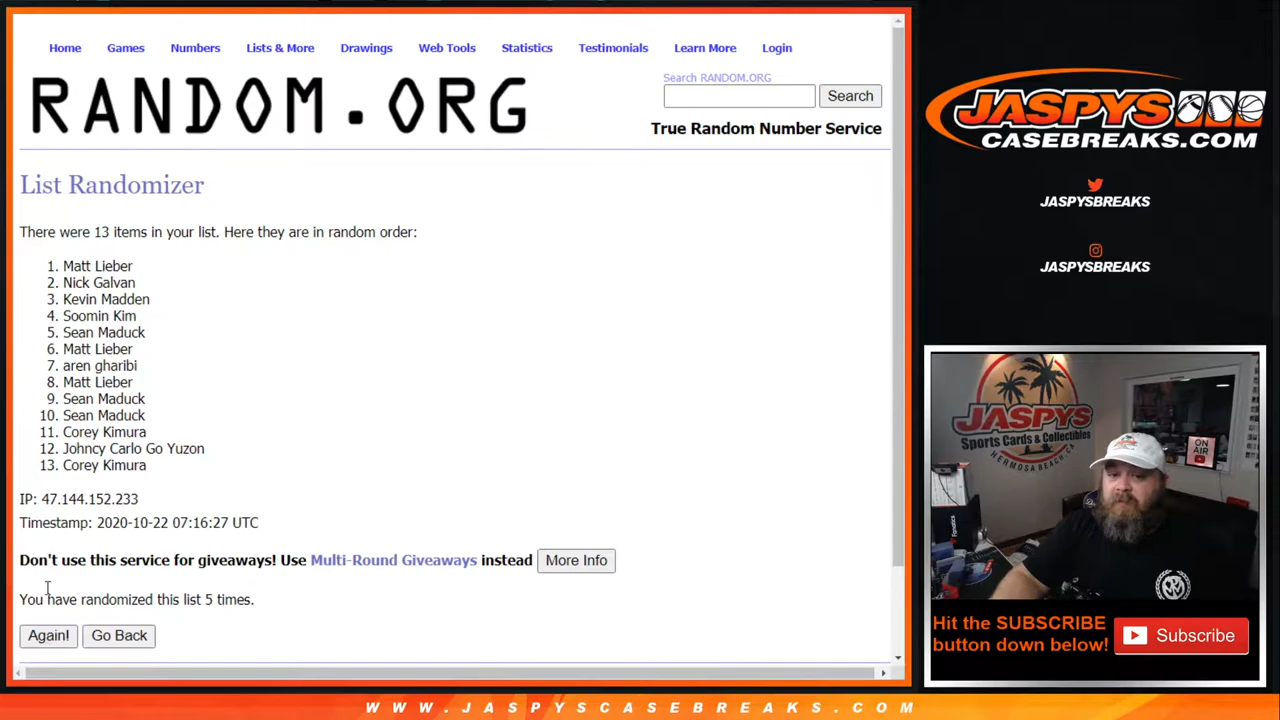 Home Games Numbers Lists & More Drawings Web Tools Statistics Testimonials Learn More Login
RANDOM.ORG
Search RANDOM.ORG
Search
True Random Number Service
List Randomizer
There were 13 items in your list. Here they are in random order:
1. Matt Lieber
2. Nick Galvan
3. Kevin Madden
4. Soomin Kim
5. Sean Maduck
6. Matt Lieber
7. aren gharibi
8. Matt Lieber
9. Sean Maduck
10. Sean Maduck
11. Corey Kimura
12. Johncy Carlo Go Yuzon
13. Corey Kimura
IP: 47.144.152.233
Timestamp: 2020-10-22 07:16:27 UTC
Don't use this service for giveaways! Use Multi-Round Giveaways instead More Info
You have randomized this list 5 times.
Again! Go Back
JASPYS
CASEBREAKS.COM
JASPYSBREAKS
JASPYSBREAKS
JASPYS
Sports Cards & Collectibles
HERMOSA BEACH, CA
ON AIR
Fanatics
Hit the SUBSCRIBE
button down below!
Subscribe
WWW.JASPYSCASEBREAKS.COM